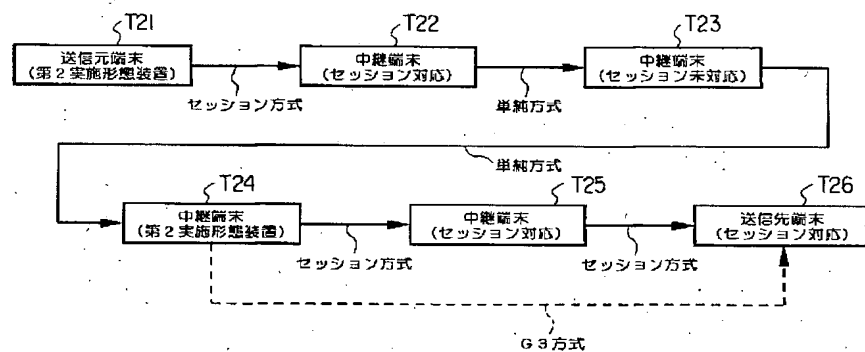 T21
T22
T23
送信元端末
(第2実施形態装置)
中継端末
(セッション対応)
中継端末
(セッション未対応)
セッション方式
単純方式
単純方式
T24
T25
T26
中継端末
(第2実施形態装置)
中継端末
(セッション対応)
送信先端末
(セッション対応)
セッション方式
セッション方式
G3方式